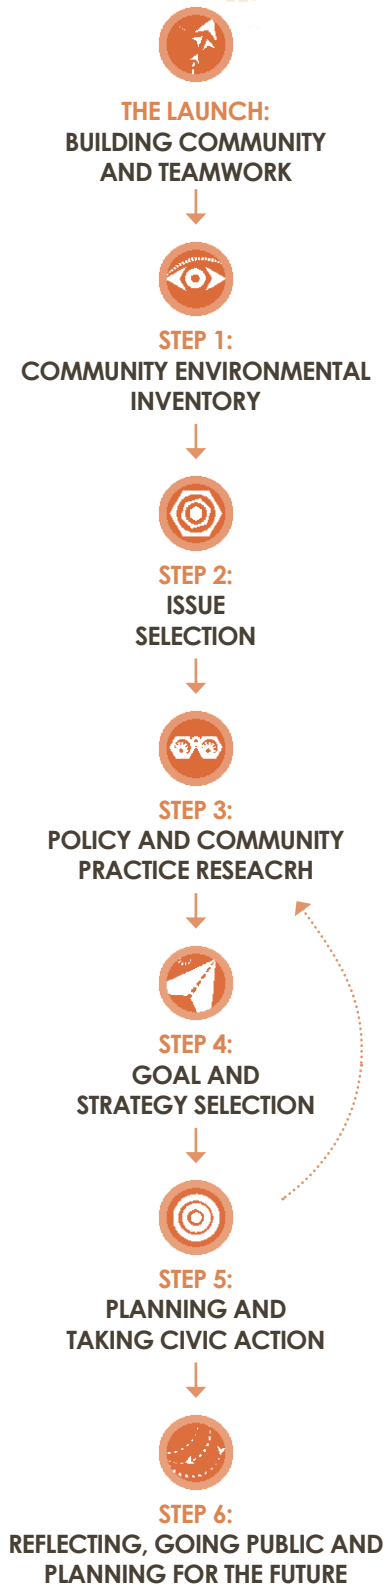 THE LAUNCH:
BUILDING COMMUNITY
AND TEAMWORK
STEP 1:
COMMUNITY ENVIRONMENTAL
INVENTORY
STEP 2:
ISSUE
SELECTION
STEP 3:
POLICY AND COMMUNITY
PRACTICE RESEACRH
STEP 4:
GOAL AND
STRATEGY SELECTION
STEP 5:
PLANNING AND
TAKING CIVIC ACTION
STEP 6:
REFLECTING, GOING PUBLIC AND
PLANNING FOR THE FUTURE